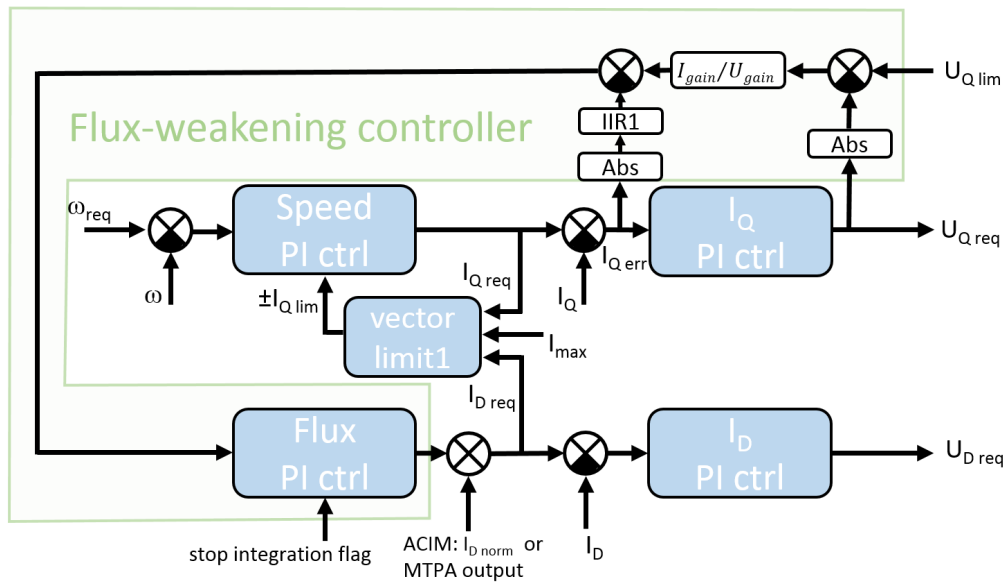 U_Q lim
I_gain/U_gain
IIR1
Flux-weakening controller
Abs
Abs
ω_req
Speed
PI ctrl
I_Q
PI ctrl
U_Q req
I_Q err
I_Q req
ω
±I_Q lim
I_Q
vector
limit1
I_max
I_D req
Flux
PI ctrl
I_D
PI ctrl
U_D req
stop integration flag
ACIM: I_D norm or
MTPA output
I_D